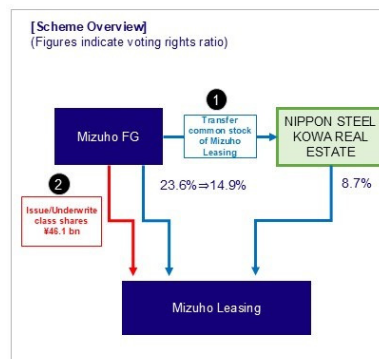 [Scheme Overview]
(Figures indicate voting rights ratio)
1
Transfer
common stock
of Mizuho
Leasing
Mizuho FG
NIPPON STEEL
KOWA REAL
ESTATE
2
23.6%⇒14.9%
8.7%
Issue/Underwrite
class shares
¥46.1 bn
Mizuho Leasing